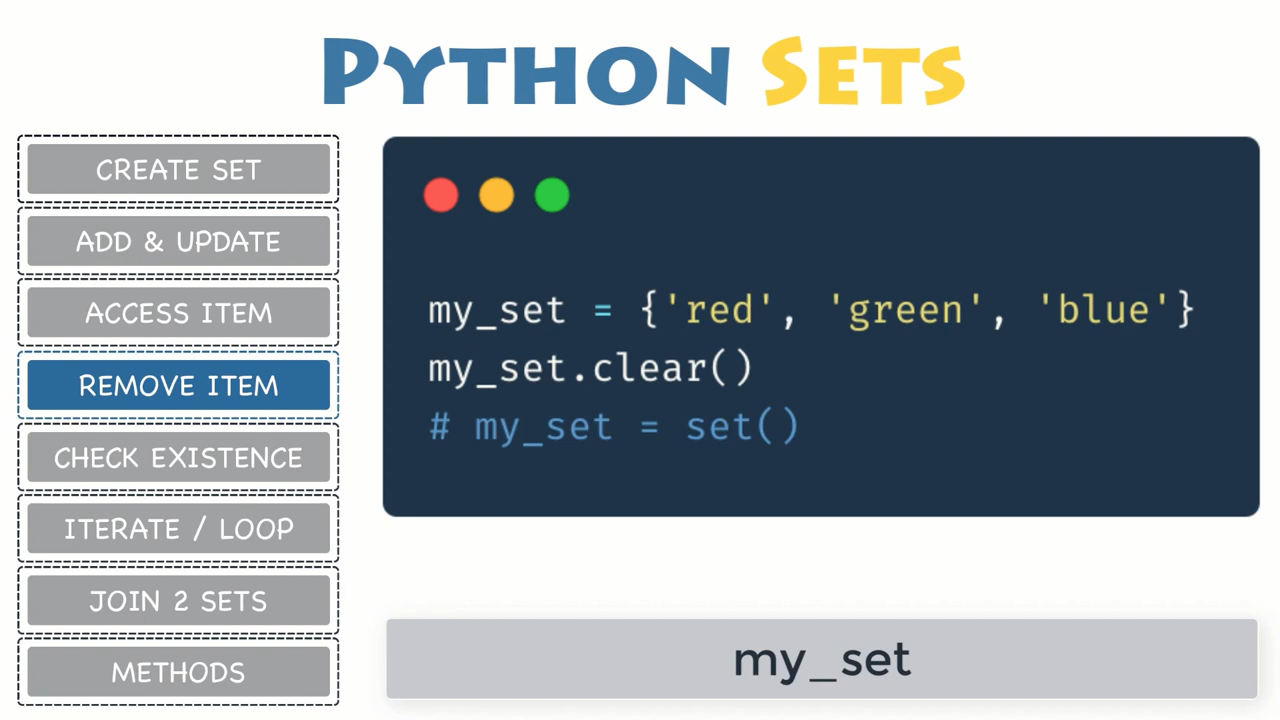 PYTHON SETS
CREATE SET
ADD & UPDATE
ACCESS ITEM
REMOVE ITEM
CHECK EXISTENCE
ITERATE / LOOP
JOIN 2 SETS
METHODS
my_set = {'red', 'green', 'blue'}
my_set.clear()
# my_set = set()
my_set